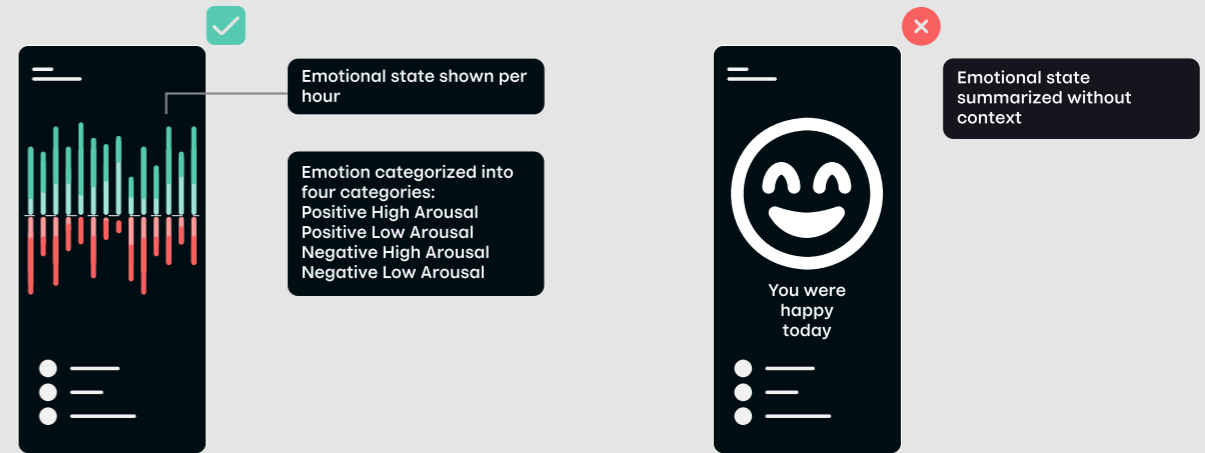 Emotional state shown per
hour
Emotion categorized into
four categories:
Positive High Arousal
Positive Low Arousal
Negative High Arousal
Negative Low Arousal
You were
happy
today
Emotional state
summarized without
context